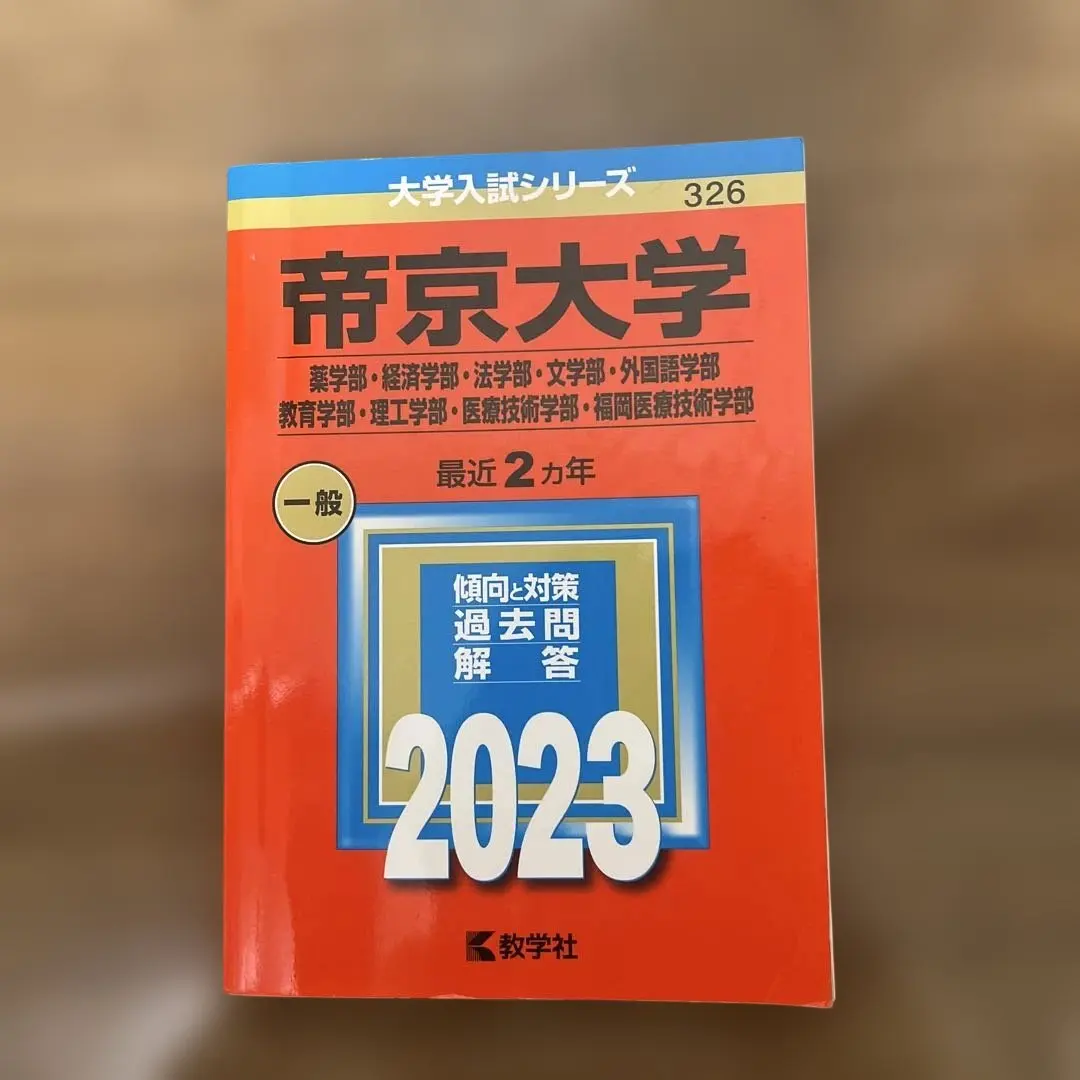 大学入試シリーズ 326
帝京大学
薬学部・経済学部・法学部・文学部・外国語学部
教育学部・理工学部・医療技術学部・福岡医療技術学部
最近2カ年
一般
傾向と対策
過去問
解答
2023
教学社